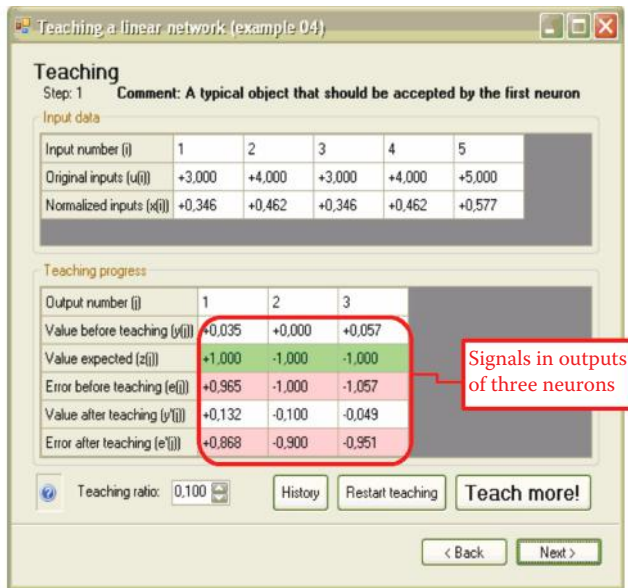 Teaching a linear network (example 04)
Teaching
Step: 1 Comment: A typical object that should be accepted by the first neuron
Input data
Input number (i) 1 2 3 4 5
Original inputs (u(i)) +3,000 +4,000 +3,000 +4,000 +5,000
Normalized inputs (x(i)) +0,346 +0,462 +0,346 +0,462 +0,577
Teaching progress
Output number (j) 1 2 3
Value before teaching (y(j)) +0,035 +0,000 +0,057
Value expected (z(j)) +1,000 -1,000 -1,000
Error before teaching (e(j)) +0,965 -1,000 -1,057
Value after teaching (y'(j)) +0,132 -0,100 -0,049
Error after teaching (e'(j)) +0,868 -0,900 -0,951
Signals in outputs
of three neurons
Teaching ratio: 0,100 History Restart teaching Teach more!
< Back Next >